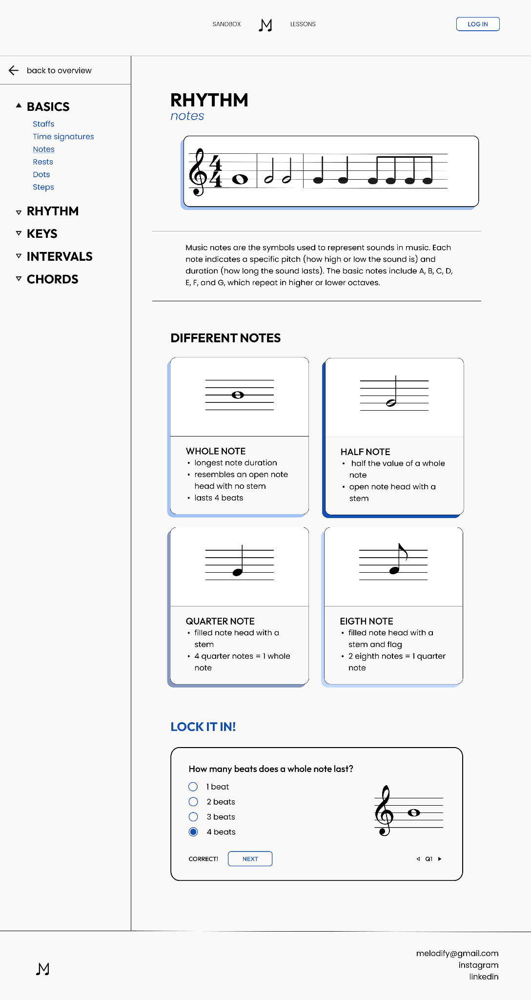 SANDBOX
M
LESSONS
LOG IN
back to overview
BASICS
Staffs
Time signatures
Notes
Rests
Dots
Steps
RHYTHM
KEYS
INTERVALS
CHORDS
RHYTHM
notes
4
4
Music notes are the symbols used to represent sounds in music. Each
note indicates a specific pitch (how high or low the sound is) and
duration (how long the sound lasts). The basic notes include A, B, C, D,
E, F, and G, which repeat in higher or lower octaves.
DIFFERENT NOTES
WHOLE NOTE
• longest note duration
• resembles an open note
head with no stem
• lasts 4 beats
HALF NOTE
• half the value of a whole
note
• open note head with a
stem
QUARTER NOTE
• filled note head with a
stem
• 4 quarter notes = 1 whole
note
EIGTH NOTE
• filled note head with a
stem and flag
• 2 eighth notes = 1 quarter
note
LOCK IT IN!
How many beats does a whole note last?
1 beat
2 beats
3 beats
4 beats
CORRECT!
NEXT
Q1
M
melodify@gmail.com
instagram
linkedin